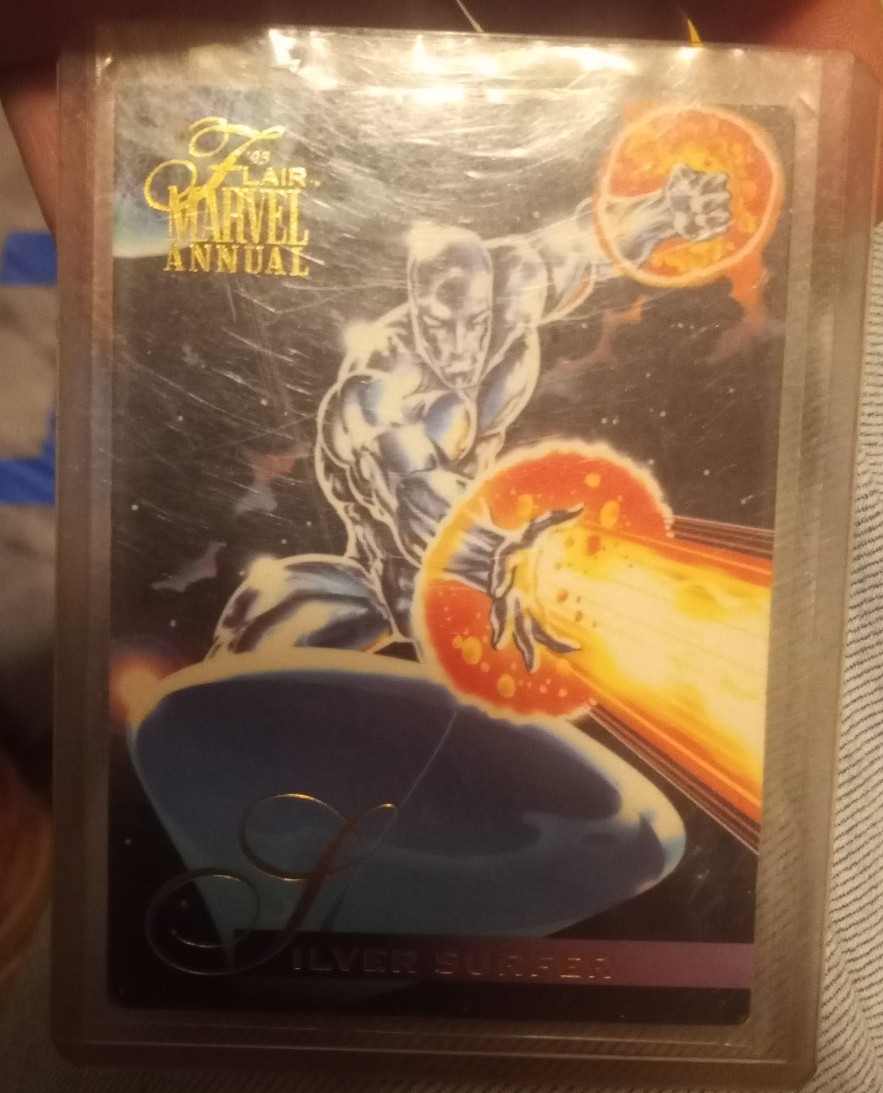 '95
FLAIR
MARVEL
ANNUAL
SILVER SURFER